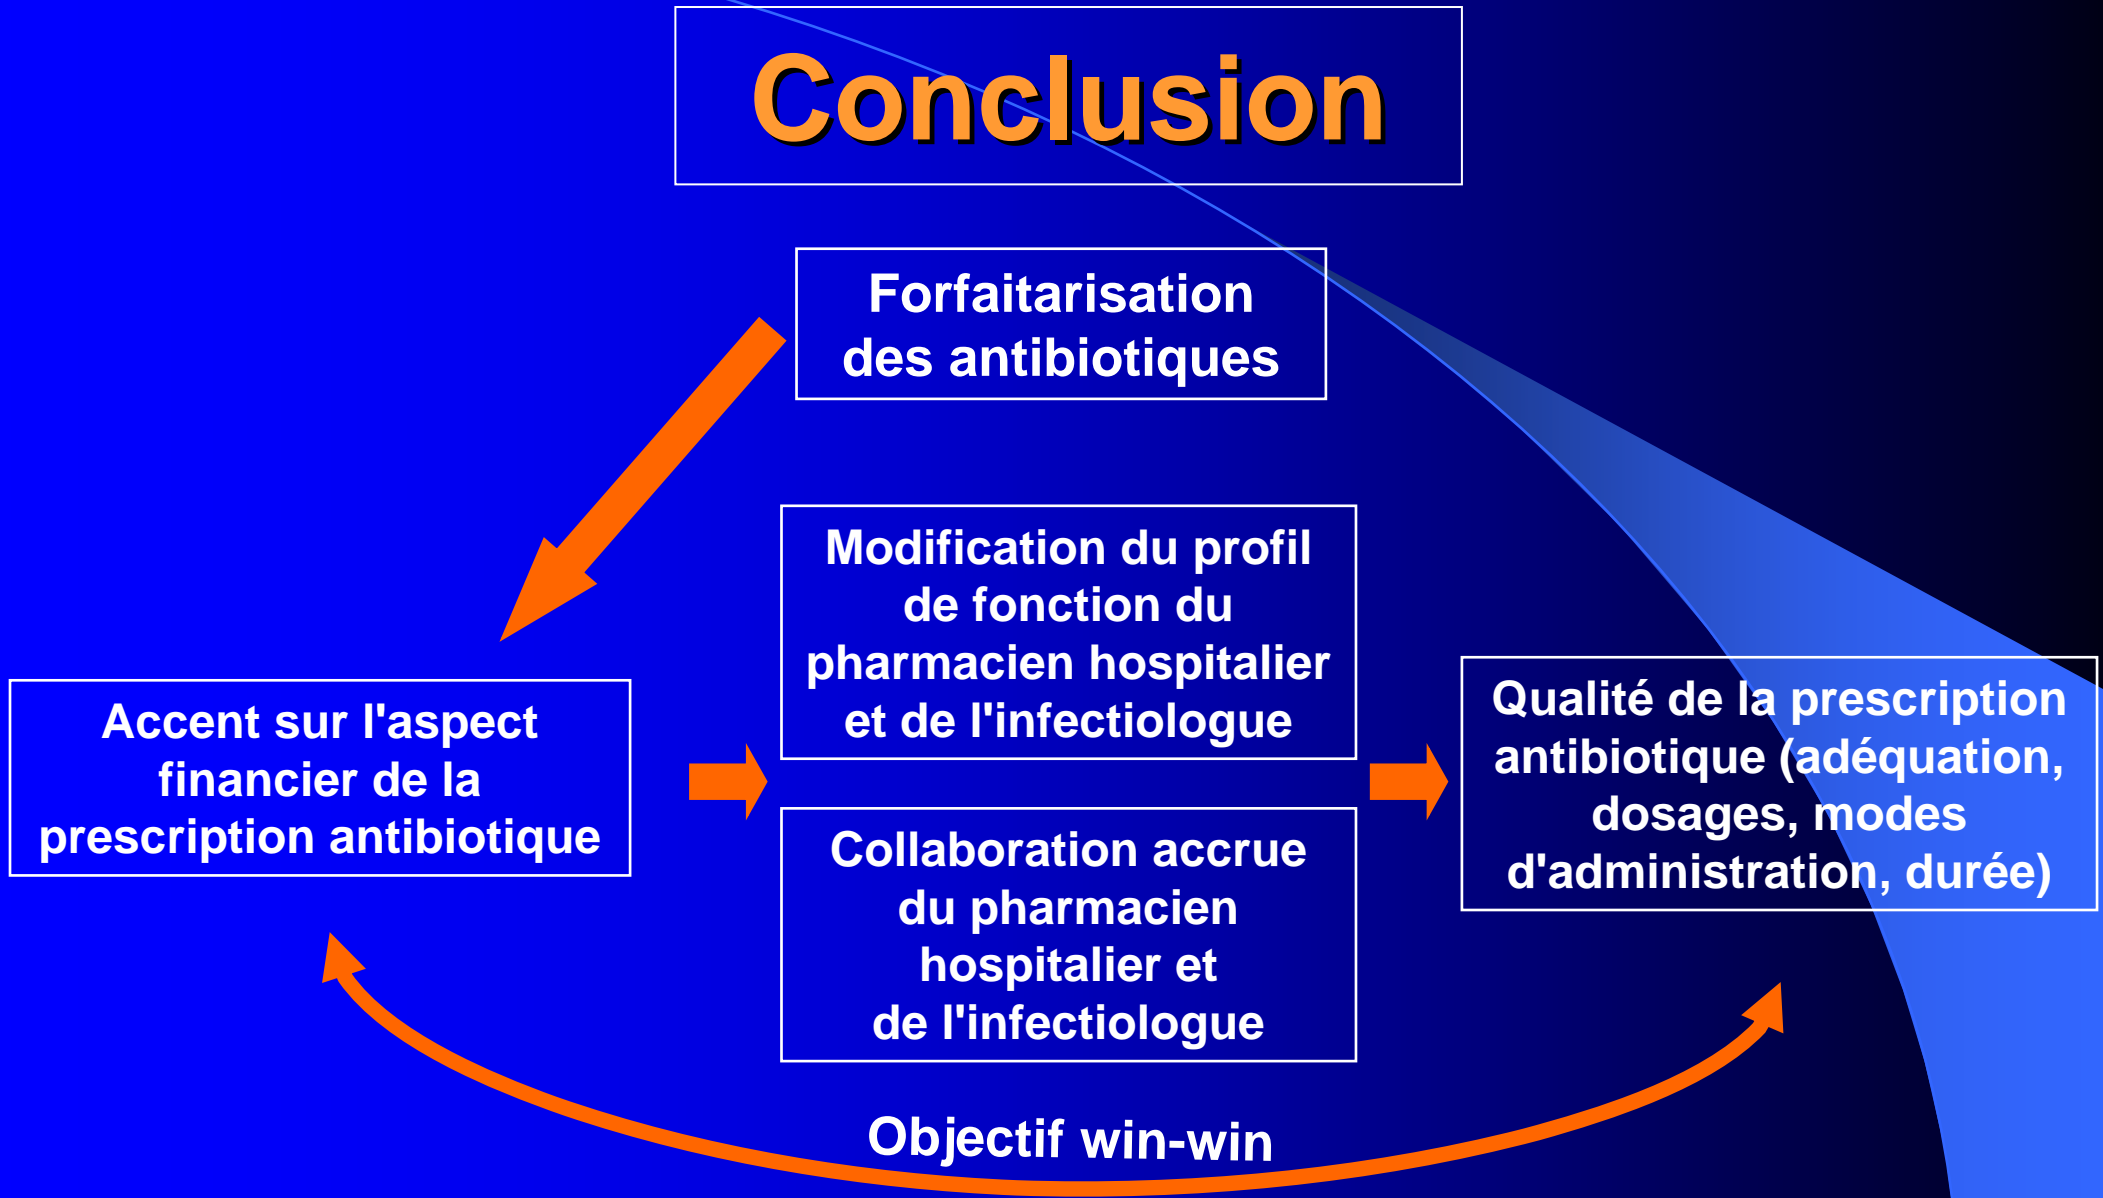 Conclusion
Forfaitarisation
des antibiotiques
Accent sur l'aspect
financier de la
prescription antibiotique
Modification du profil
de fonction du
pharmacien hospitalier
et de l'infectiologue
Collaboration accrue
du pharmacien
hospitalier et
de l'infectiologue
Qualité de la prescription
antibiotique (adéquation,
dosages, modes
d'administration, durée)
Objectif win-win